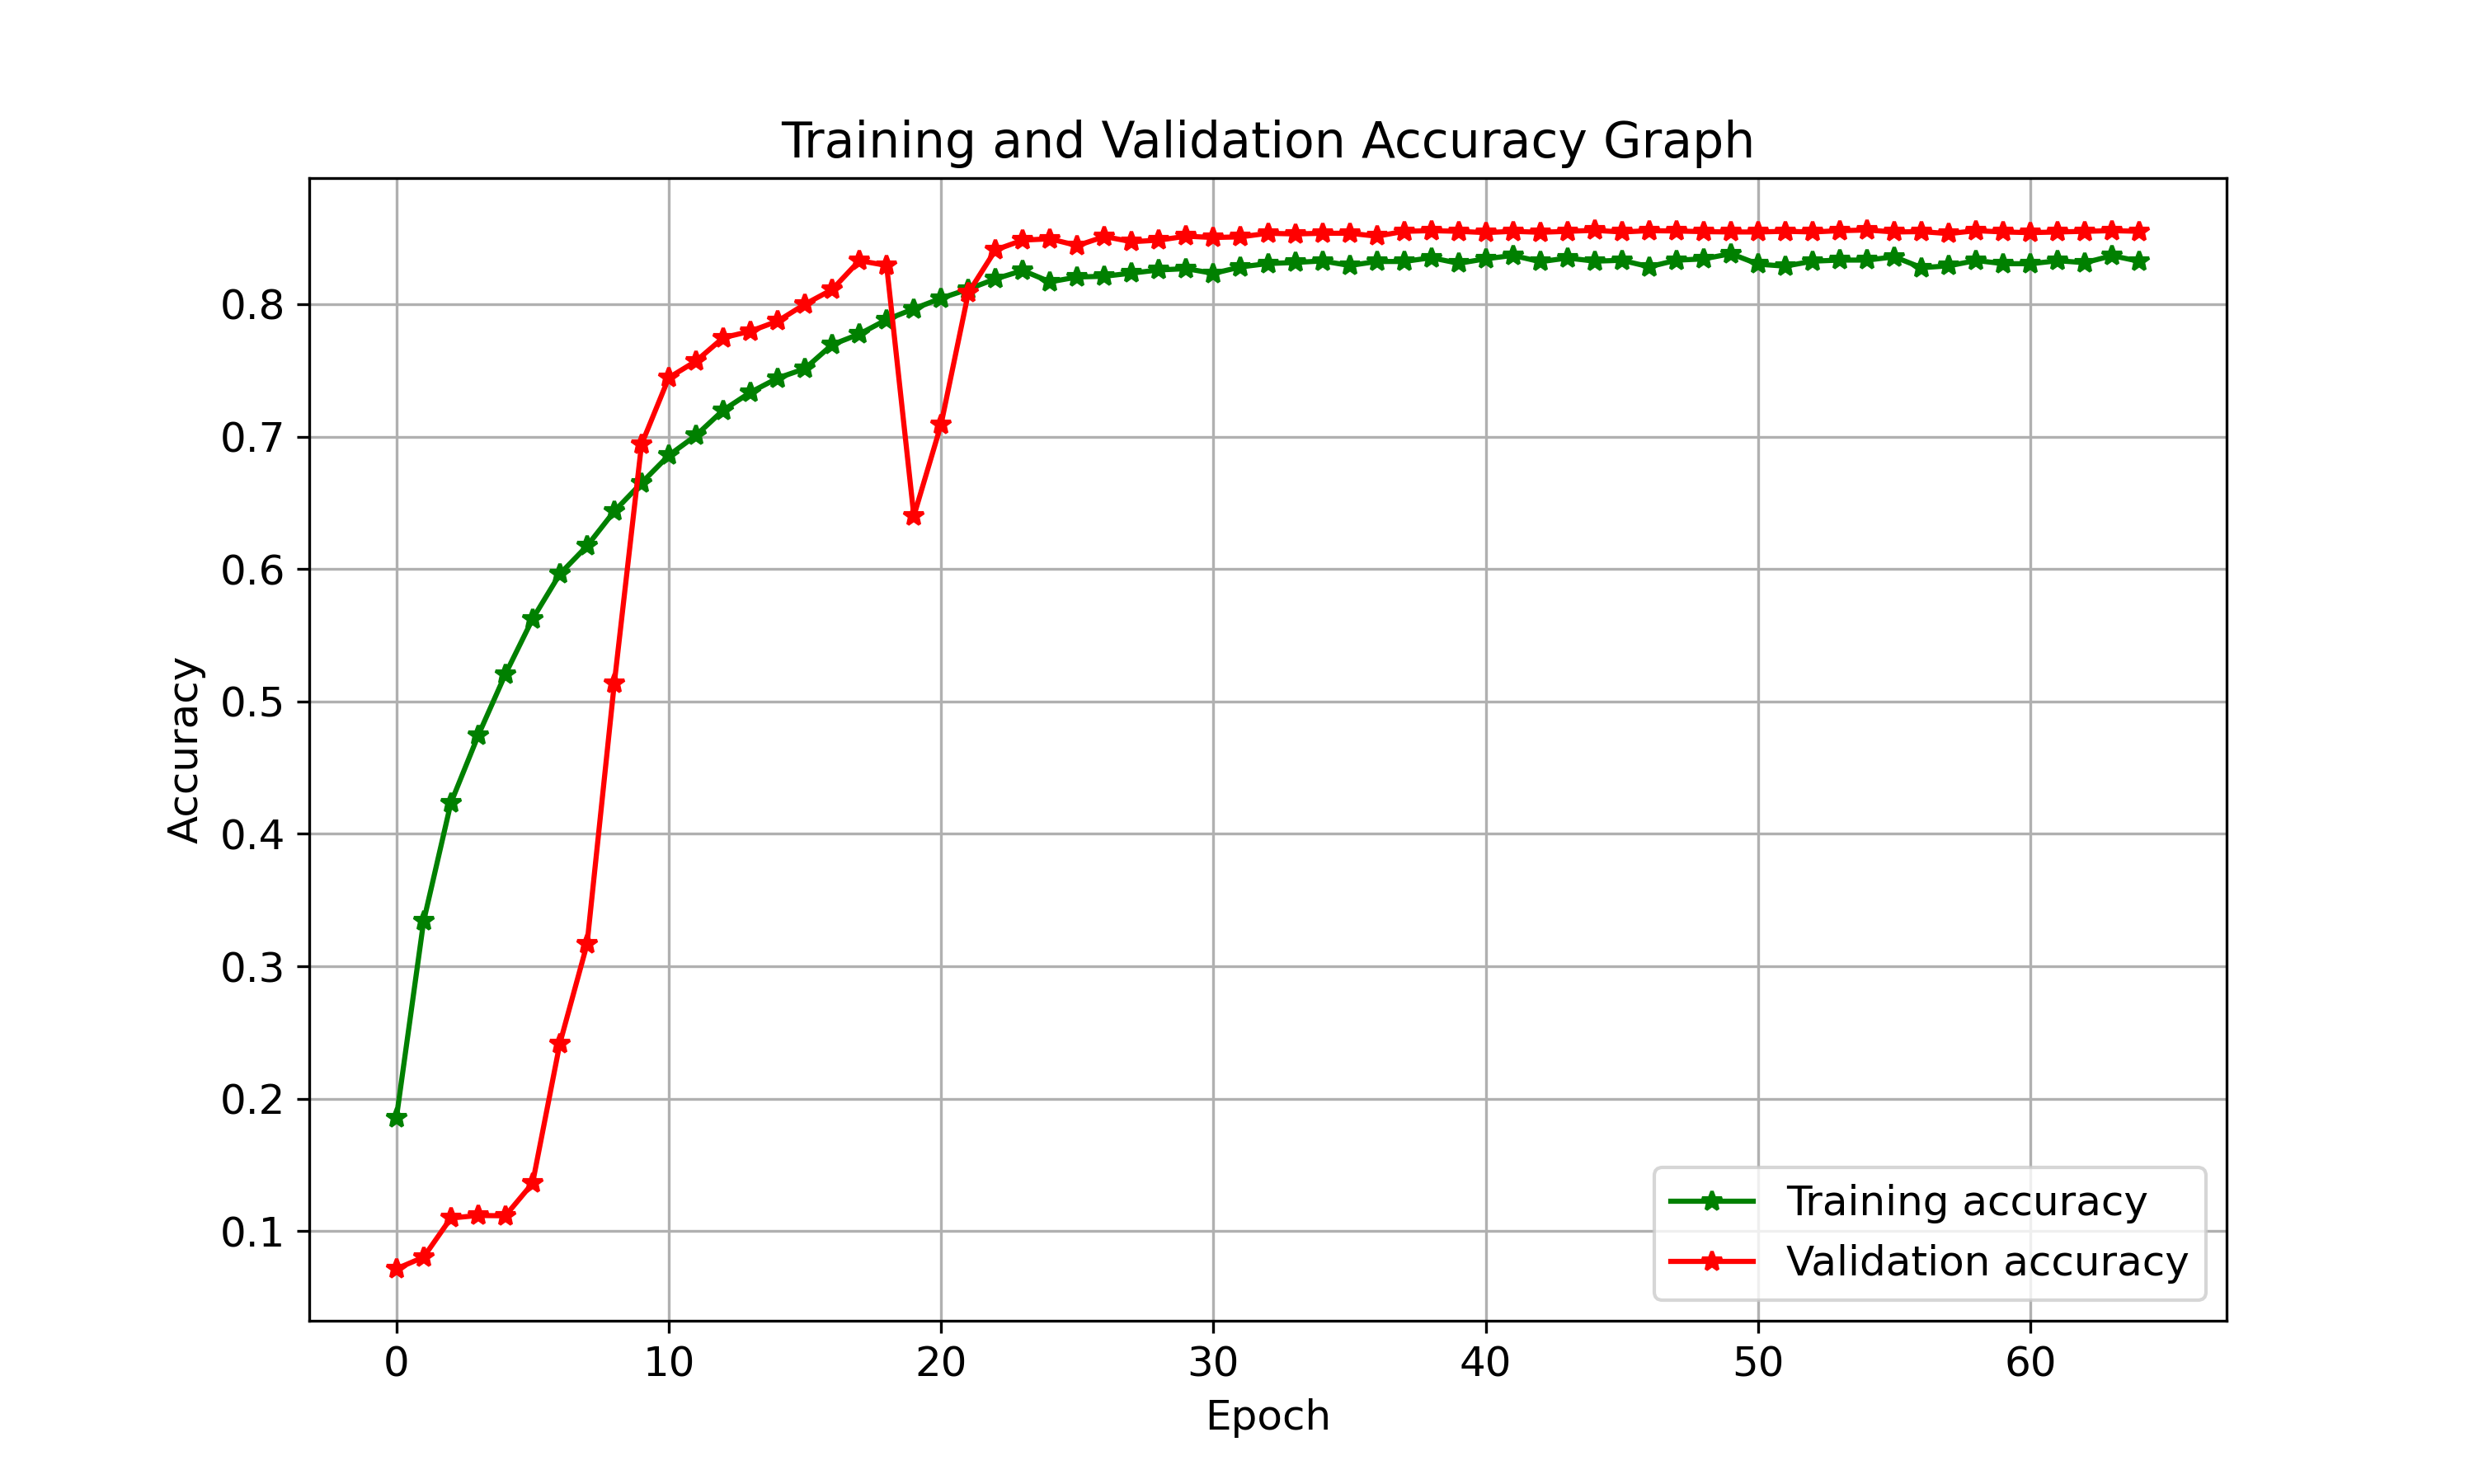 Training and Validation Accuracy Graph
0.8
0.7
0.6
0.5
0.4
0.3
0.2
0.1
Accuracy
Training accuracy
Validation accuracy
0 10 20 30 40 50 60
Epoch